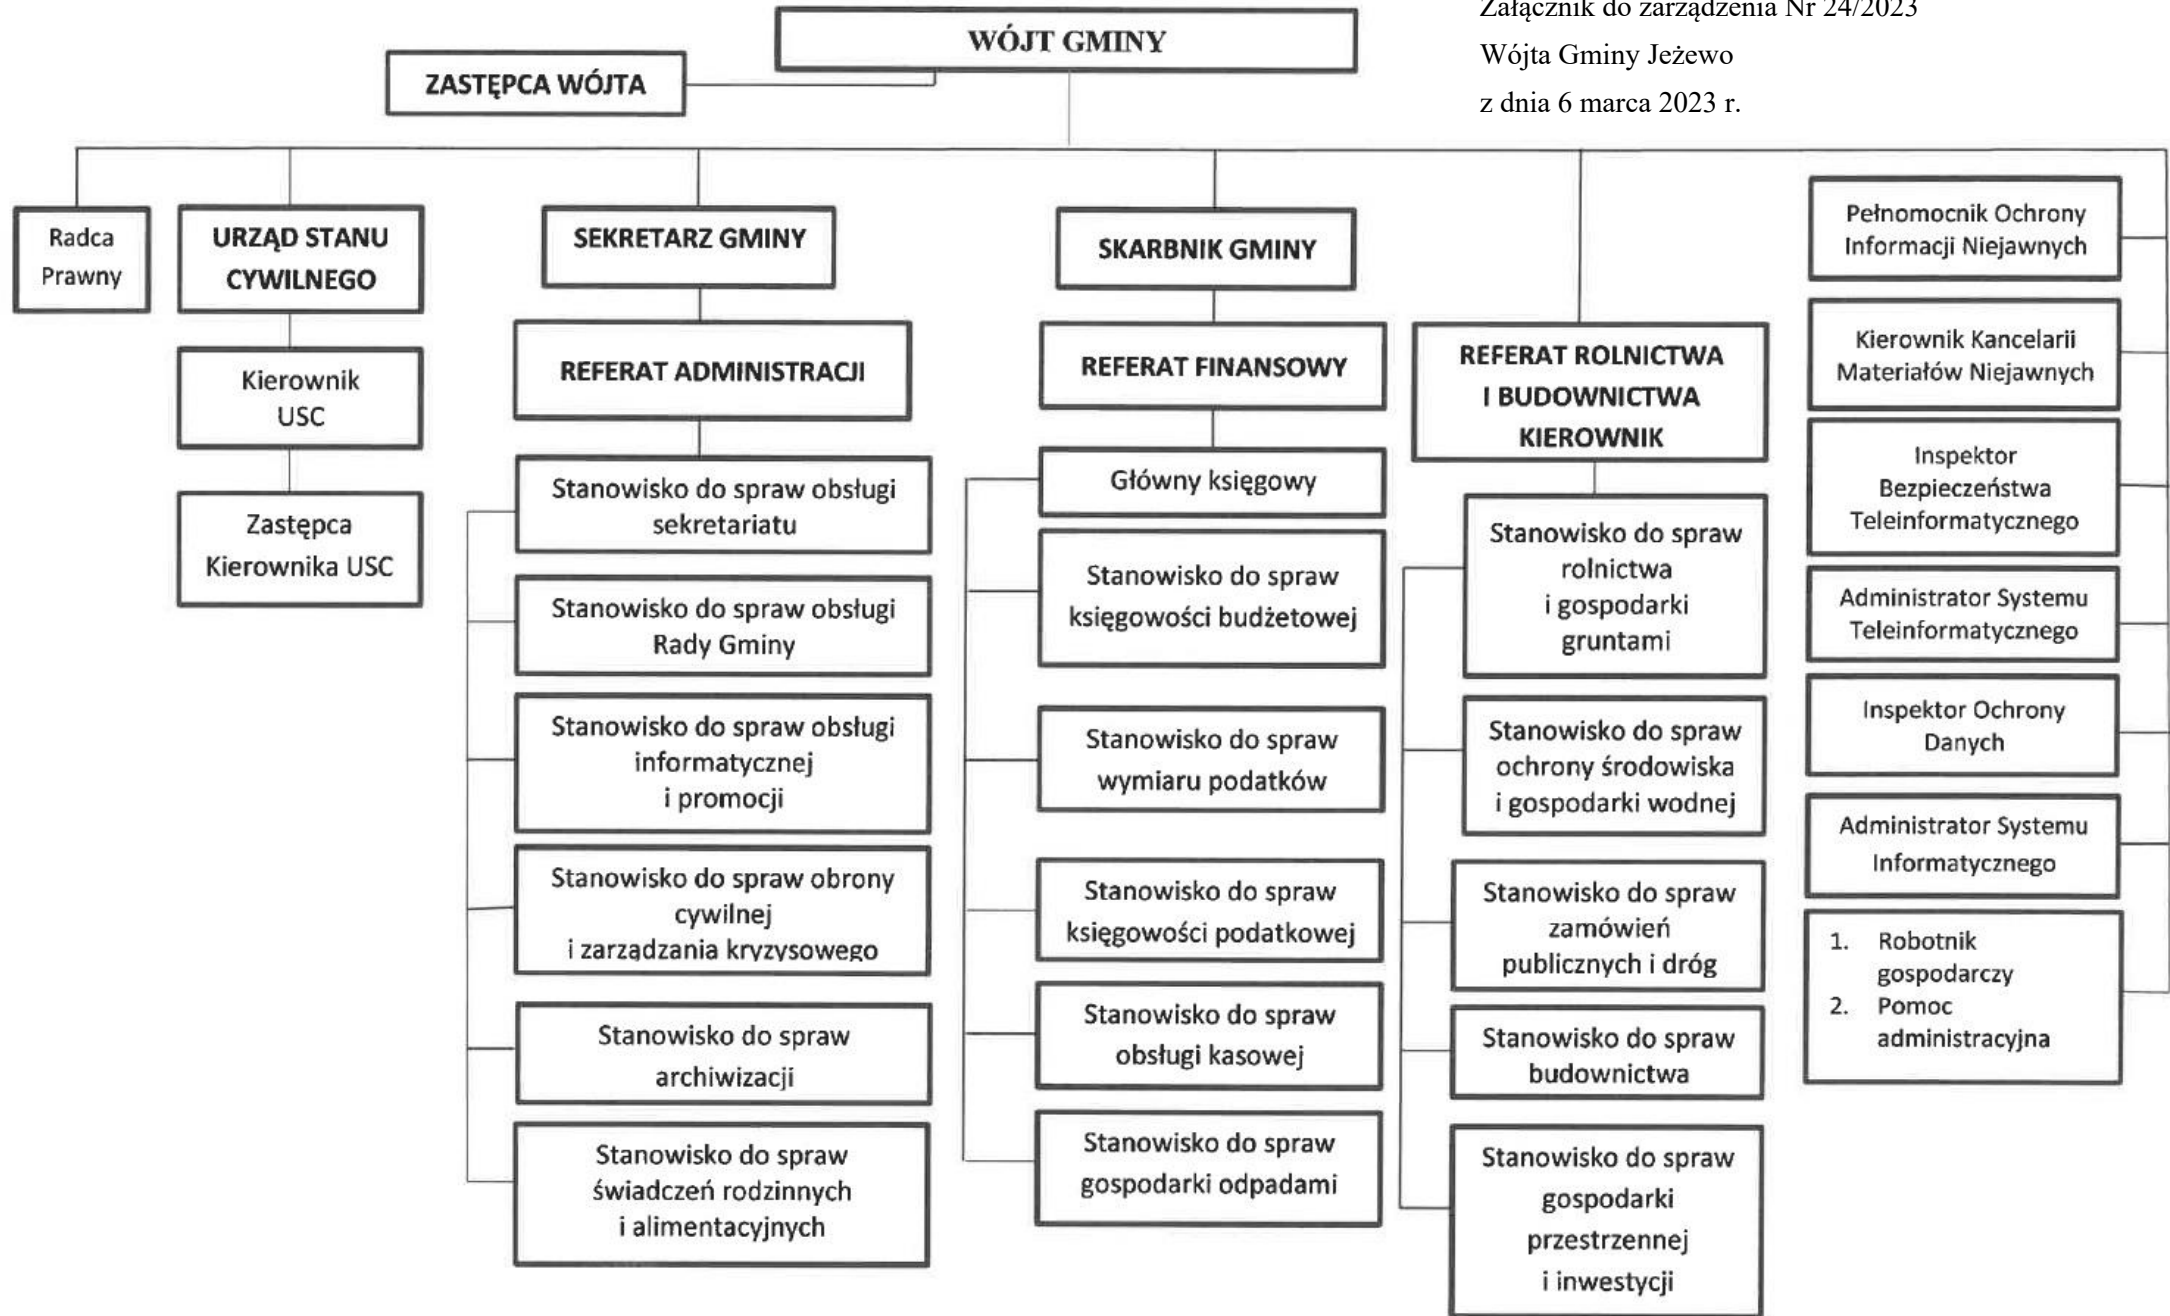 Załącznik do zarządzenia Nr 24/2023
Wójta Gminy Jeżewo
z dnia 6 marca 2023 r.
WÓJT GMINY
ZASTĘPCA WÓJTA
Radca
Prawny
URZĄD STANU
CYWILNEGO
Kierownik
USC
Zastępca
Kierownika USC
SEKRETARZ GMINY
REFERAT ADMINISTRACJI
Stanowisko do spraw obsługi
sekretariatu
Stanowisko do spraw obsługi
Rady Gminy
Stanowisko do spraw obsługi
informatycznej
i promocji
Stanowisko do spraw obrony
cywilnej
i zarządzania kryzysowego
Stanowisko do spraw
archiwizacji
Stanowisko do spraw
świadczeń rodzinnych
i alimentacyjnych
SKARBNIK GMINY
REFERAT FINANSOWY
Główny księgowy
Stanowisko do spraw
księgowości budżetowej
Stanowisko do spraw
wymiaru podatków
Stanowisko do spraw
księgowości podatkowej
Stanowisko do spraw
obsługi kasowej
Stanowisko do spraw
gospodarki odpadami
REFERAT ROLNICTWA
I BUDOWNICTWA
KIEROWNIK
Stanowisko do spraw
rolnictwa
i gospodarki
gruntami
Stanowisko do spraw
ochrony środowiska
i gospodarki wodnej
Stanowisko do spraw
zamówień
publicznych i dróg
Stanowisko do spraw
budownictwa
Stanowisko do spraw
gospodarki
przestrzennej
i inwestycji
Pełnomocnik Ochrony
Informacji Niejawnych
Kierownik Kancelarii
Materiałów Niejawnych
Inspektor
Bezpieczeństwa
Teleinformatycznego
Administrator Systemu
Teleinformatycznego
Inspektor Ochrony
Danych
Administrator Systemu
Informatycznego
1. Robotnik
gospodarczy
2. Pomoc
administracyjna